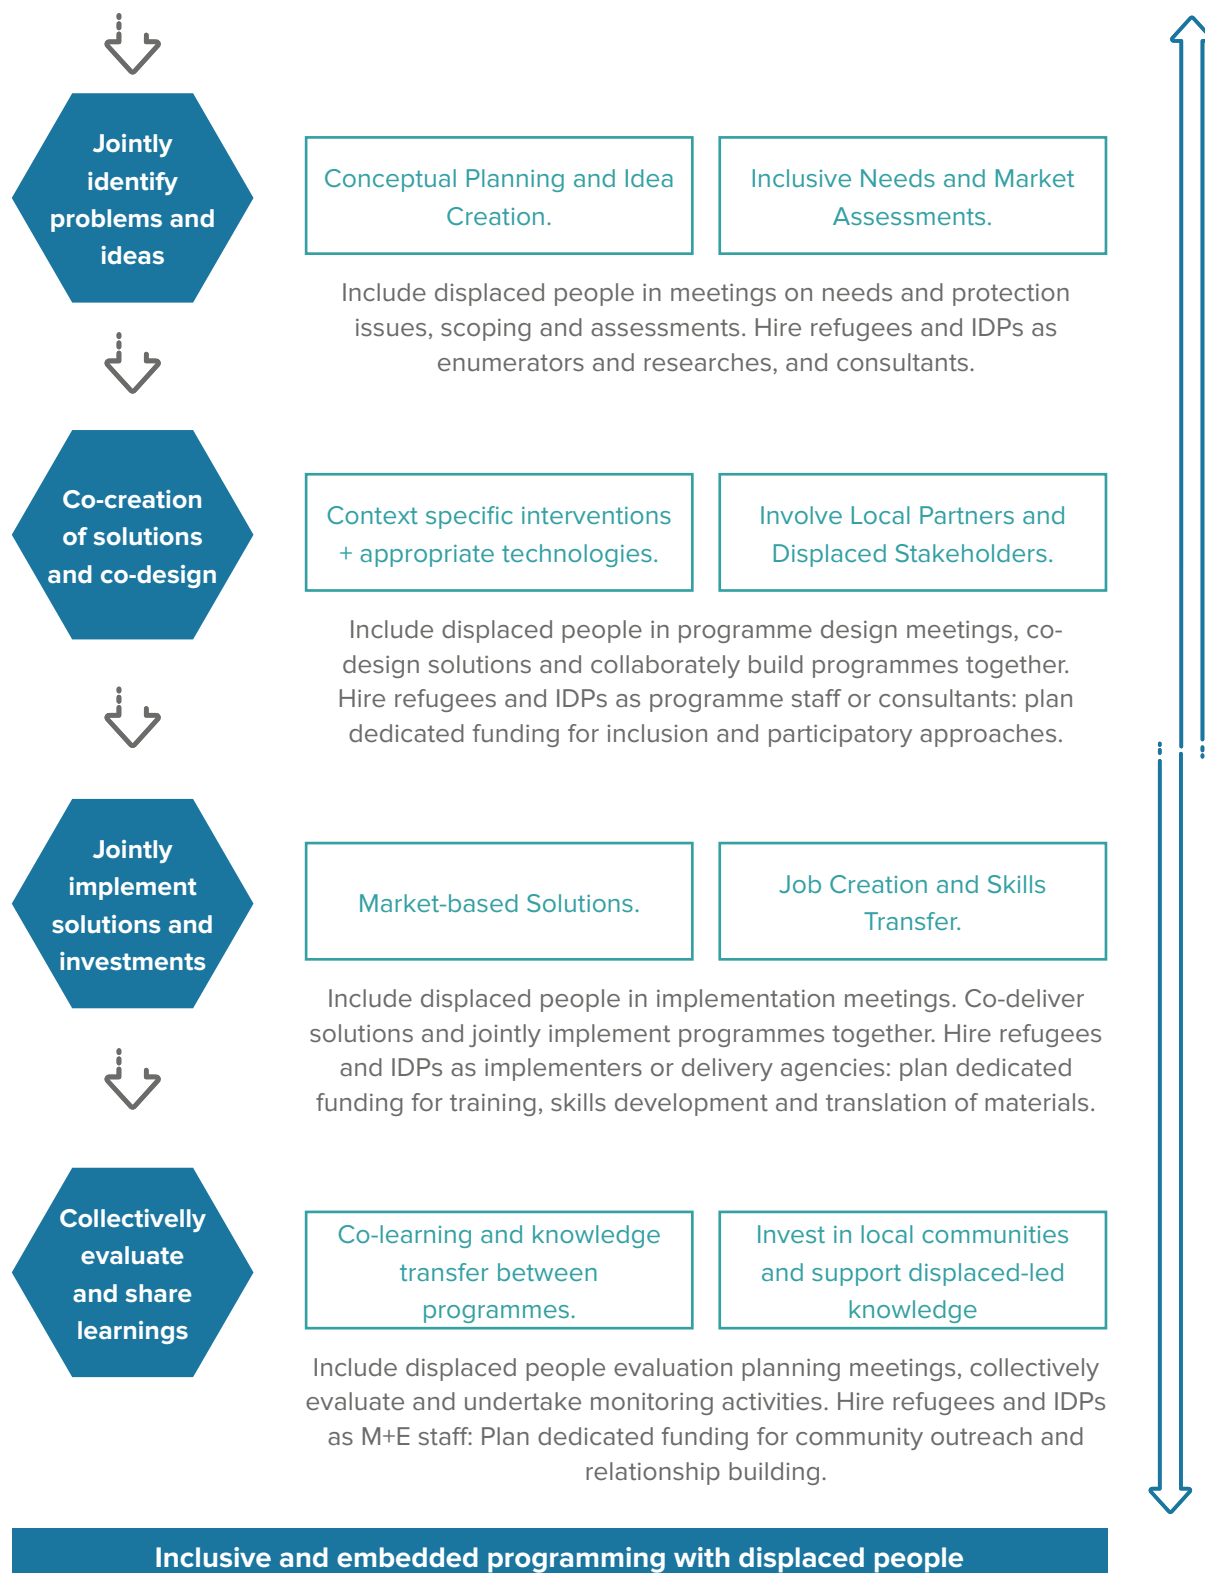 Jointly
identify
problems and
ideas
Conceptual Planning and Idea
Creation.
Inclusive Needs and Market
Assessments.
Include displaced people in meetings on needs and protection
issues, scoping and assessments. Hire refugees and IDPs as
enumerators and researches, and consultants.
Co-creation
of solutions
and co-design
Context specific interventions
+ appropriate technologies.
Involve Local Partners and
Displaced Stakeholders.
Include displaced people in programme design meetings, co-
design solutions and collaborately build programmes together.
Hire refugees and IDPs as programme staff or consultants: plan
dedicated funding for inclusion and participatory approaches.
Jointly
implement
solutions and
investments
Market-based Solutions.
Job Creation and Skills
Transfer.
Include displaced people in implementation meetings. Co-deliver
solutions and jointly implement programmes together. Hire refugees
and IDPs as implementers or delivery agencies: plan dedicated
funding for training, skills development and translation of materials.
Collectivelly
evaluate
and share
learnings
Co-learning and knowledge
transfer between
programmes.
Invest in local communities
and support displaced-led
knowledge
Include displaced people evaluation planning meetings, collectively
evaluate and undertake monitoring activities. Hire refugees and IDPs
as M+E staff: Plan dedicated funding for community outreach and
relationship building.
Inclusive and embedded programming with displaced people